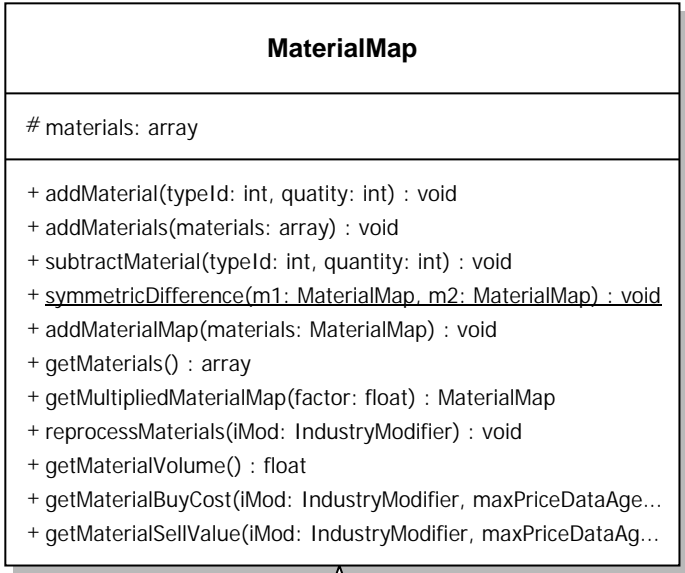 MaterialMap
# materials: array
+ addMaterial(typeId: int, quatity: int) : void
+ addMaterials(materials: array) : void
+ subtractMaterial(typeId: int, quantity: int) : void
+ symmetricDifference(m1: MaterialMap, m2: MaterialMap) : void
+ addMaterialMap(materials: MaterialMap) : void
+ getMaterials() : array
+ getMultipliedMaterialMap(factor: float) : MaterialMap
+ reprocessMaterials(iMod: IndustryModifier) : void
+ getMaterialVolume() : float
+ getMaterialBuyCost(iMod: IndustryModifier, maxPriceDataAge...
+ getMaterialSellValue(iMod: IndustryModifier, maxPriceDataAg...